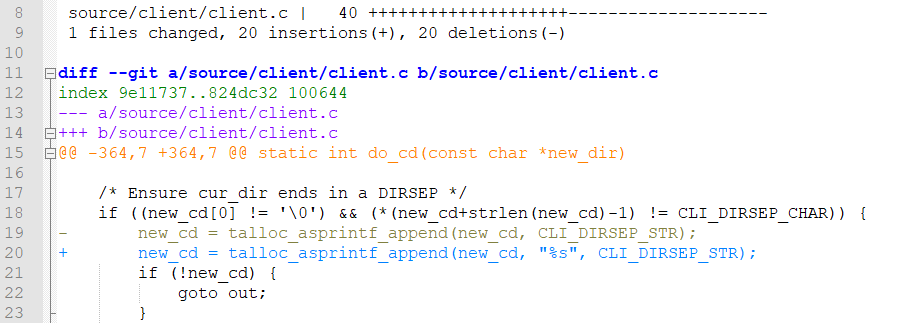 8 source/client/client.c |   40 ++++++++++++++++++++--------------------
9 1 files changed, 20 insertions(+), 20 deletions(-)
10
11 diff --git a/source/client/client.c b/source/client/client.c
12 index 9e11737..824dc32 100644
13 --- a/source/client/client.c
14 +++ b/source/client/client.c
15 @@ -364,7 +364,7 @@ static int do_cd(const char *new_dir)
16
17     /* Ensure cur_dir ends in a DIRSEP */
18     if ((new_cd[0] != '\0') && (*(new_cd+strlen(new_cd)-1) != CLI_DIRSEP_CHAR)) {
19 -       new_cd = talloc_asprintf_append(new_cd, CLI_DIRSEP_STR);
20 +       new_cd = talloc_asprintf_append(new_cd, "%s", CLI_DIRSEP_STR);
21         if (!new_cd) {
22             goto out;
23         }